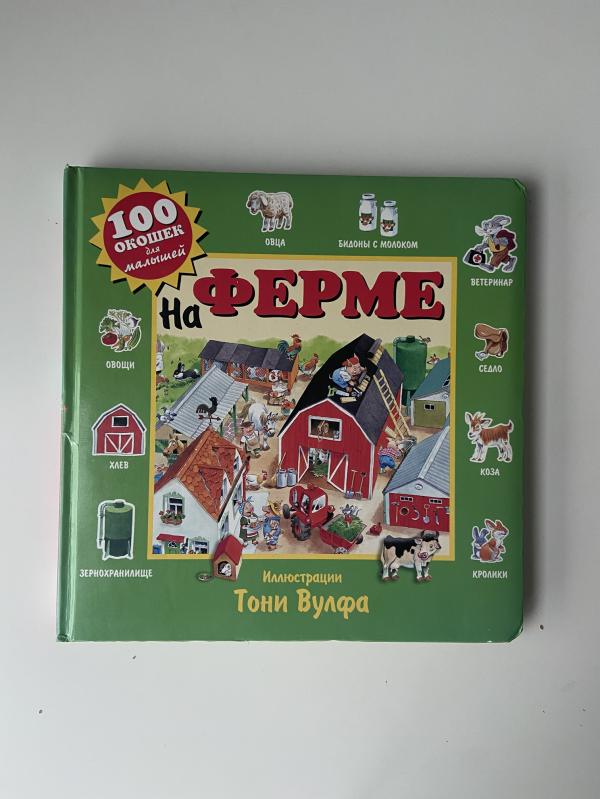 100
ОКОШЕК
для
малышей
ОВЦА
БИДОНЫ С МОЛОКОМ
ВЕТЕРИНАР
На ФЕРМЕ
ОВОЩИ
СЕДЛО
ХЛЕВ
КОЗА
ЗЕРНОХРАНИЛИЩЕ
КРОЛИКИ
Иллюстрации
Тони Вулфа